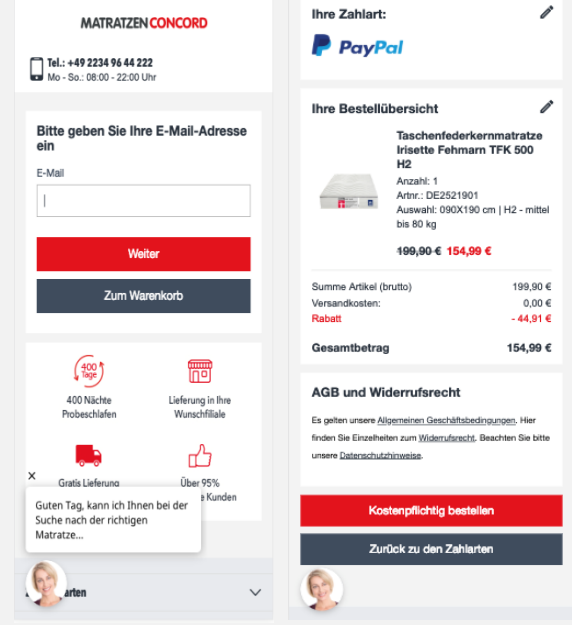 MATRATZEN CONCORD
Tel.: +49 2234 96 44 222
Mo - So.: 08:00 - 22:00 Uhr
Bitte geben Sie Ihre E-Mail-Adresse
ein
E-Mail
Weiter
Zum Warenkorb
400
Tage
400 Nächte
Probeschlafen
Lieferung in Ihre
Wunschfiliale
Gratis Lieferung
Über 95%
Kunden
Guten Tag, kann ich Ihnen bei der
Suche nach der richtigen
Matratze...
arten
Ihre Zahlart:
PayPal
Ihre Bestellübersicht
Taschenfederkernmatratze
Irisette Fehmarn TFK 500
H2
Anzahl: 1
Artnr.: DE2521901
Auswahl: 090X190 cm | H2 - mittel
bis 80 kg
199,90 € 154,99 €
Summe Artikel (brutto) 199,90 €
Versandkosten: 0,00 €
Rabatt - 44,91 €
Gesamtbetrag 154,99 €
AGB und Widerrufsrecht
Es gelten unsere Allgemeinen Geschäftsbedingungen. Hier
finden Sie Einzelheiten zum Widerrufsrecht. Beachten Sie bitte
unsere Datenschutzhinweise.
Kostenpflichtig bestellen
Zurück zu den Zahlarten